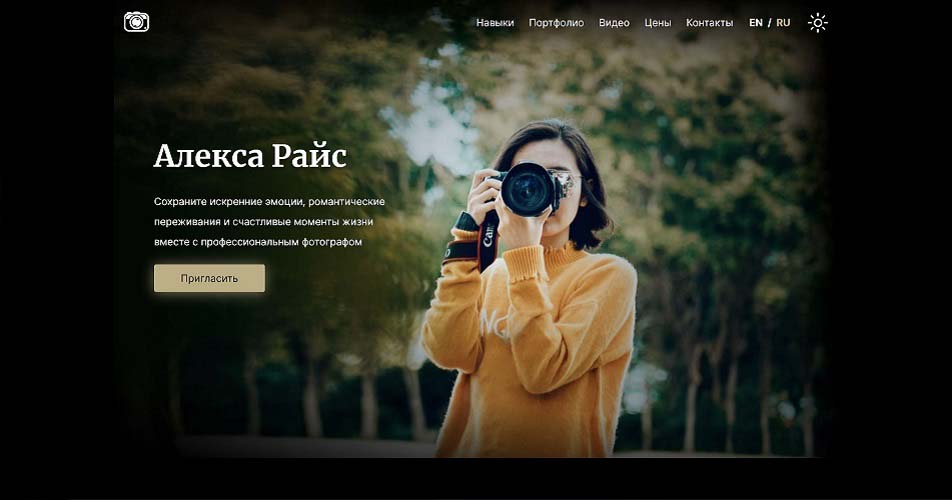 Навыки Портфолио Видео Цены Контакты EN / RU
Алекса Райс
Сохраните искренние эмоции, романтические
переживания и счастливые моменты жизни
вместе с профессиональным фотографом
Пригласить